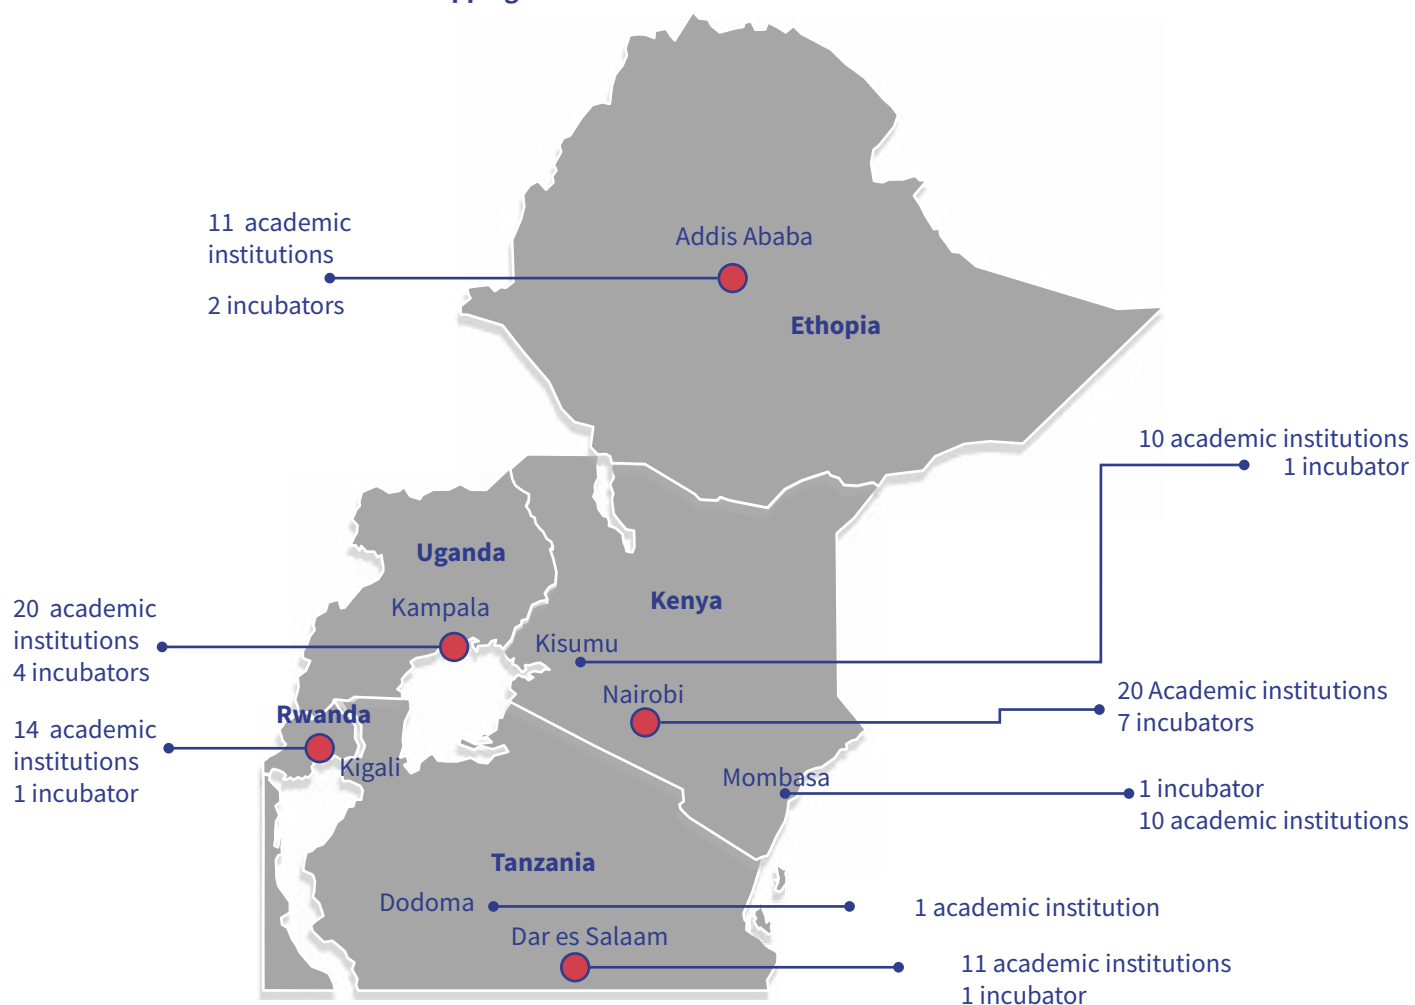 11 academic
institutions
2 incubators
Addis Ababa
Ethopia
10 academic institutions
1 incubator
Uganda
Kampala
20 academic
institutions
4 incubators
Kenya
Kisumu
Nairobi
20 Academic institutions
7 incubators
Rwanda
Kigali
14 academic
institutions
1 incubator
Mombasa
1 incubator
10 academic institutions
Tanzania
Dodoma
1 academic institution
Dar es Salaam
11 academic institutions
1 incubator